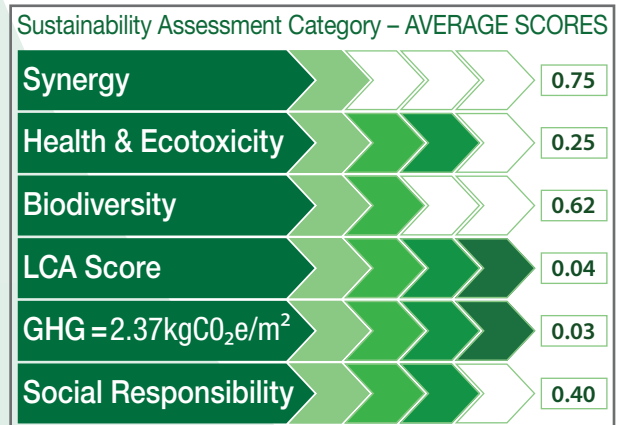 Sustainability Assessment Category – AVERAGE SCORES
Synergy 0.75
Health & Ecotoxicity 0.25
Biodiversity 0.62
LCA Score 0.04
GHG = 2.37kgC0₂e/m² 0.03
Social Responsibility 0.40